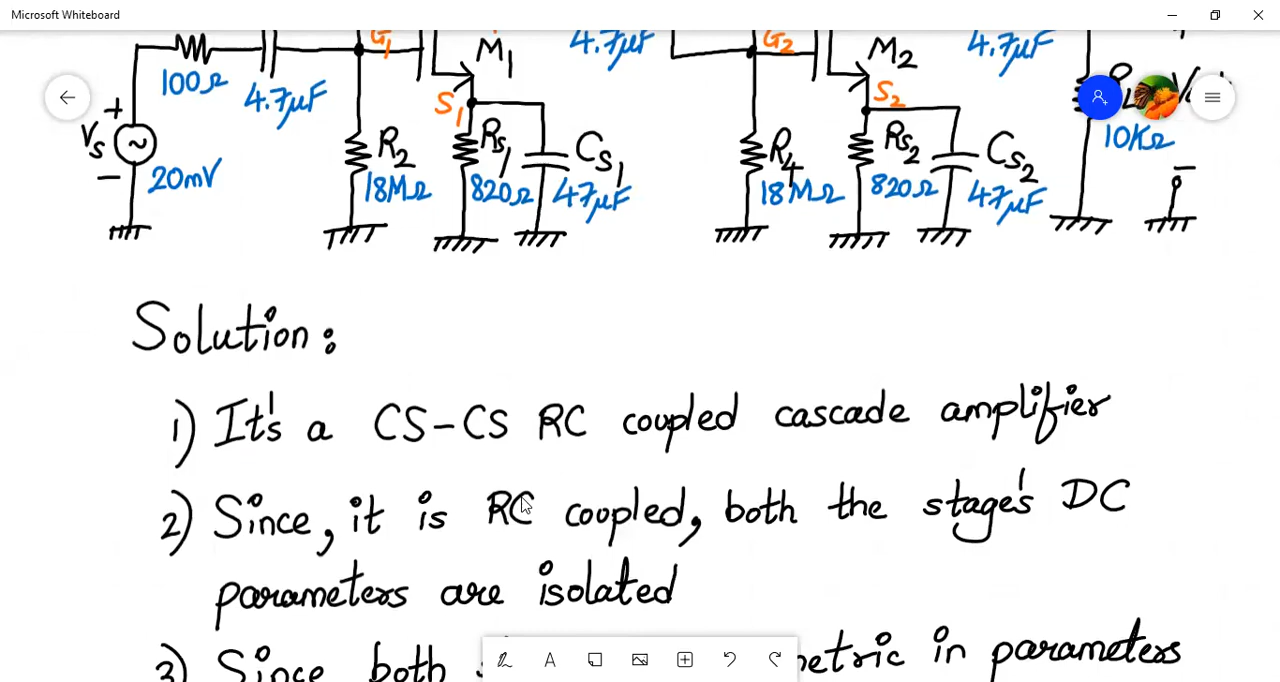 Microsoft Whiteboard
G1 M1 4.7µF G2 M2 4.7µF
100Ω 4.7µF S1 S2
+ Vs - 20mV R2 18MΩ Rs1 820Ω Cs1 47µF R4 18MΩ Rs2 820Ω Cs2 47µF 10KΩ -
Solution:
1) It's a CS-CS RC coupled cascade amplifier
2) Since, it is RC coupled, both the stage's DC
parameters are isolated
3) Since both in parameters